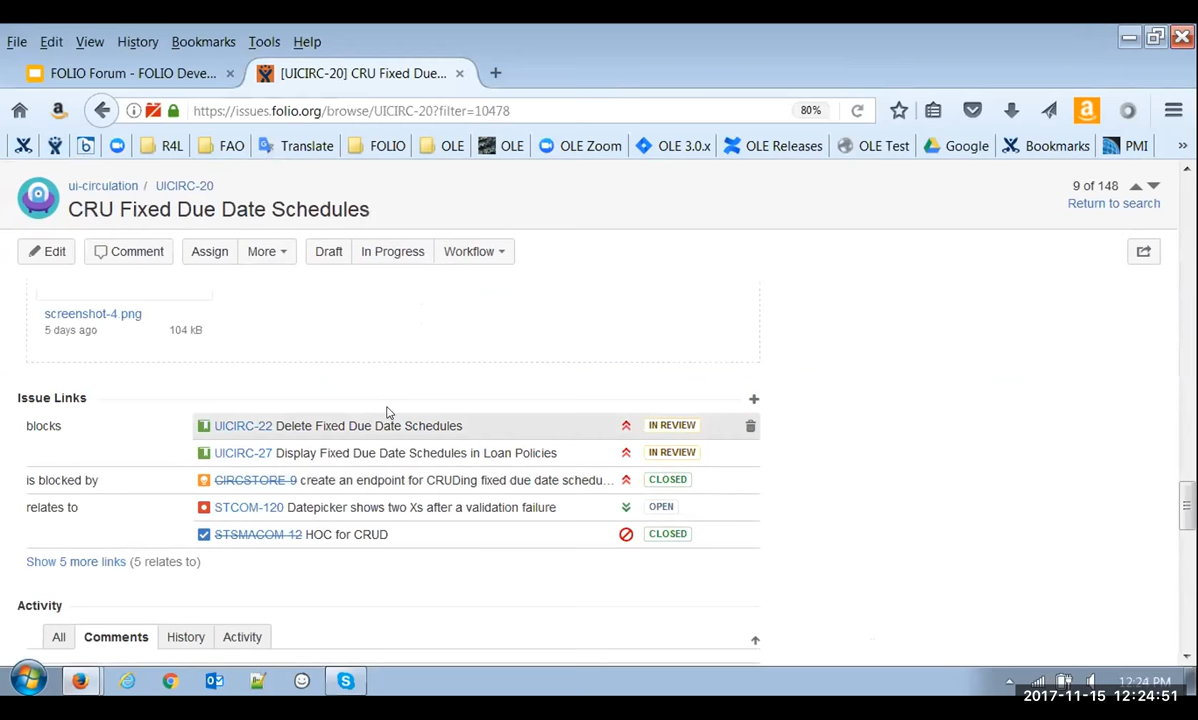 File Edit View History Bookmarks Tools Help
FOLIO Forum - FOLIO Deve... × [UICIRC-20] CRU Fixed Due Date... × +
https://issues.folio.org/browse/UICIRC-20?filter=10478 80%
R4L FAO Translate FOLIO OLE OLE OLE Zoom OLE 3.0.x OLE Releases OLE Test Google Bookmarks PMI »
ui-circulation / UICIRC-20 9 of 148
CRU Fixed Due Date Schedules Return to search
Edit Comment Assign More Draft In Progress Workflow
screenshot-4.png
5 days ago 104 kB
Issue Links +
blocks UICIRC-22 Delete Fixed Due Date Schedules IN REVIEW
UICIRC-27 Display Fixed Due Date Schedules in Loan Policies IN REVIEW
is blocked by CIRCSTORE-9 create an endpoint for CRUDing fixed due date schedu... CLOSED
relates to STCOM-120 Datepicker shows two Xs after a validation failure OPEN
STSMACOM-12 HOC for CRUD CLOSED
Show 5 more links (5 relates to)
Activity
All Comments History Activity
12:24 PM
2017-11-15 12:24:51